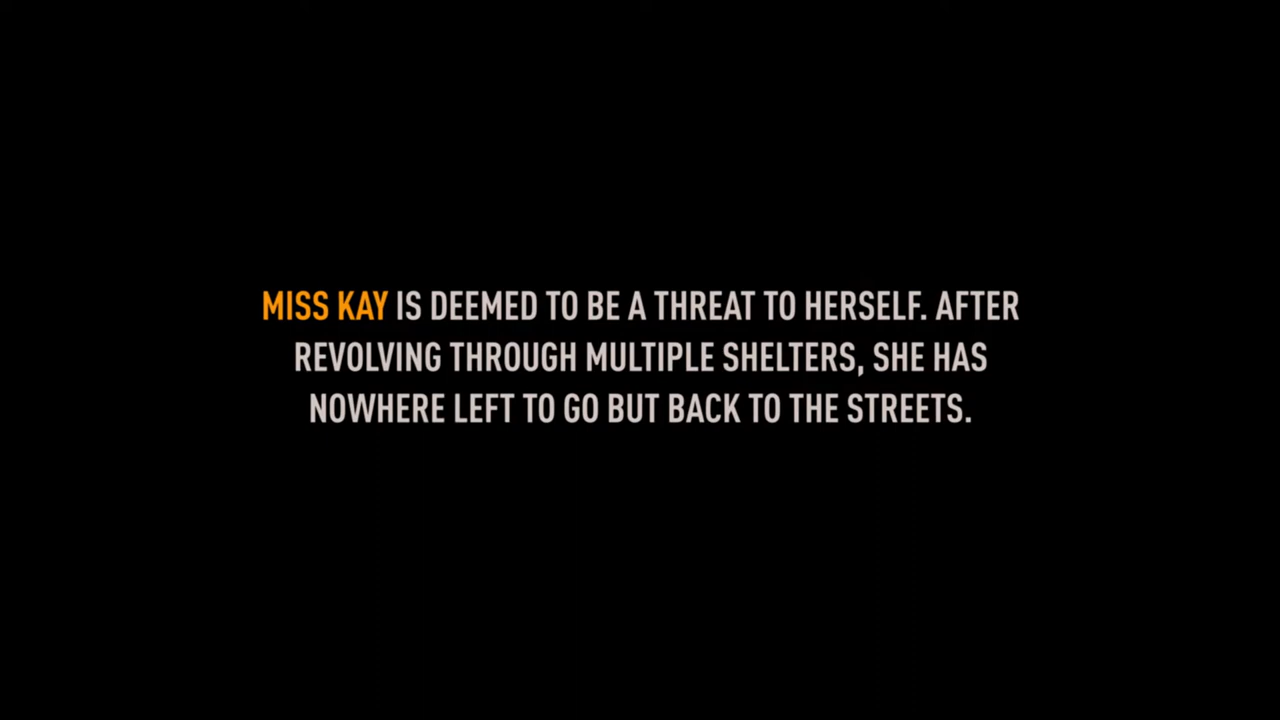 MISS KAY IS DEEMED TO BE A THREAT TO HERSELF. AFTER
REVOLVING THROUGH MULTIPLE SHELTERS, SHE HAS
NOWHERE LEFT TO GO BUT BACK TO THE STREETS.